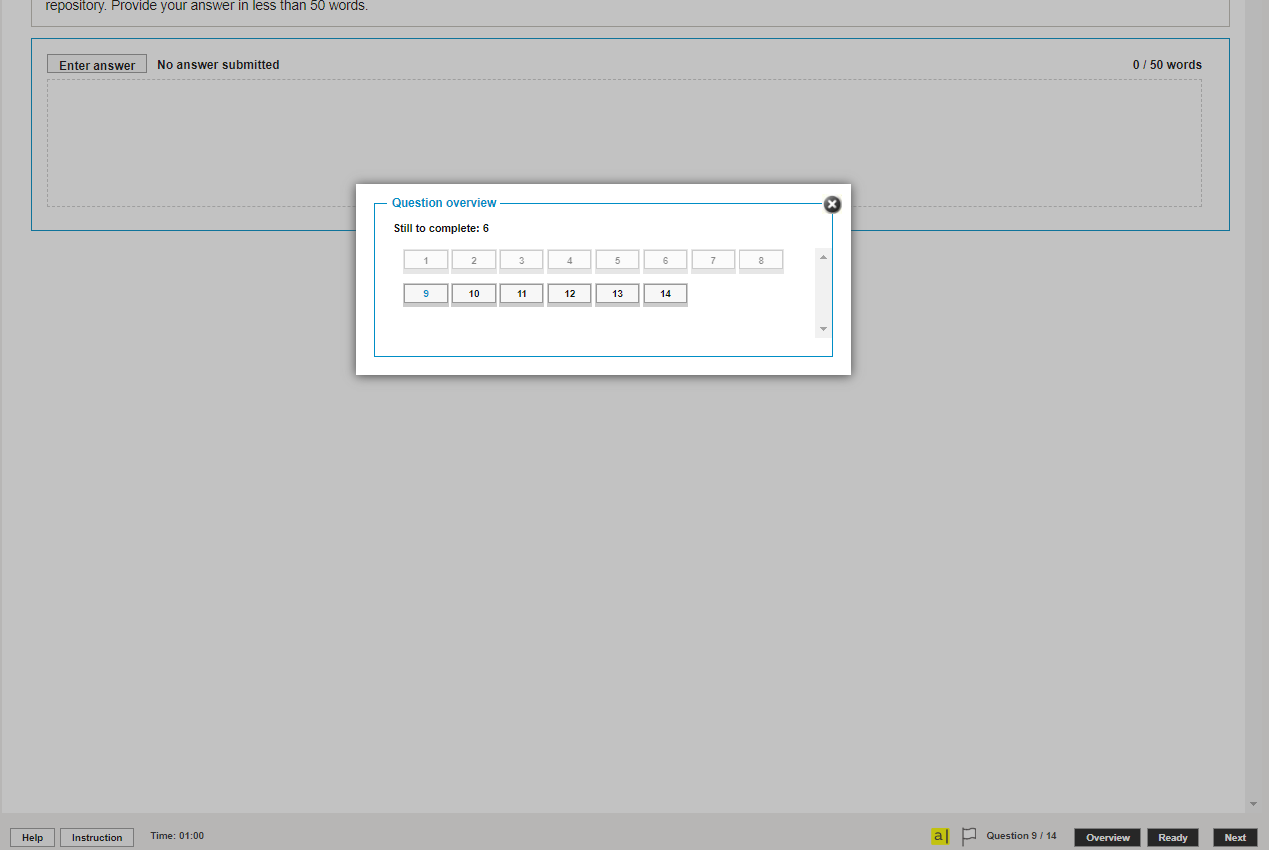 repository. Provide your answer in less than 50 words.
Enter answer No answer submitted 0 / 50 words
Question overview
Still to complete: 6
1 2 3 4 5 6 7 8
9 10 11 12 13 14
Help Instruction Time: 01:00 a| Question 9 / 14 Overview Ready Next